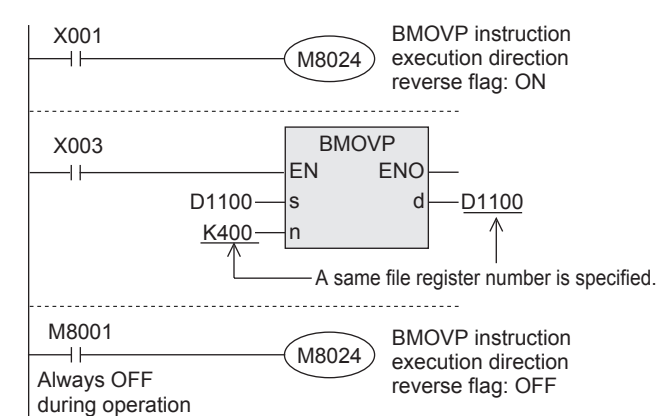 X001
M8024
BMOVP instruction
execution direction
reverse flag: ON
X003
BMOVP
EN ENO
D1100 s d D1100
K400 n
A same file register number is specified.
M8001
M8024
BMOVP instruction
execution direction
reverse flag: OFF
Always OFF
during operation